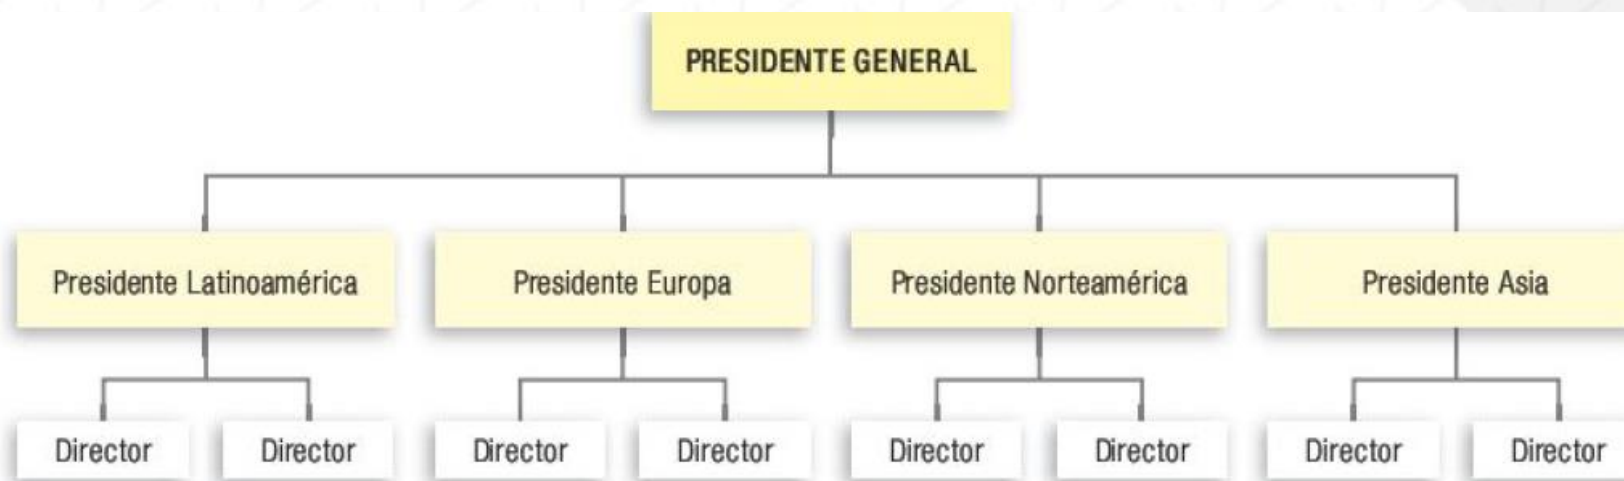 PRESIDENTE GENERAL
Presidente Latinoamérica
Presidente Europa
Presidente Norteamérica
Presidente Asia
Director
Director
Director
Director
Director
Director
Director
Director